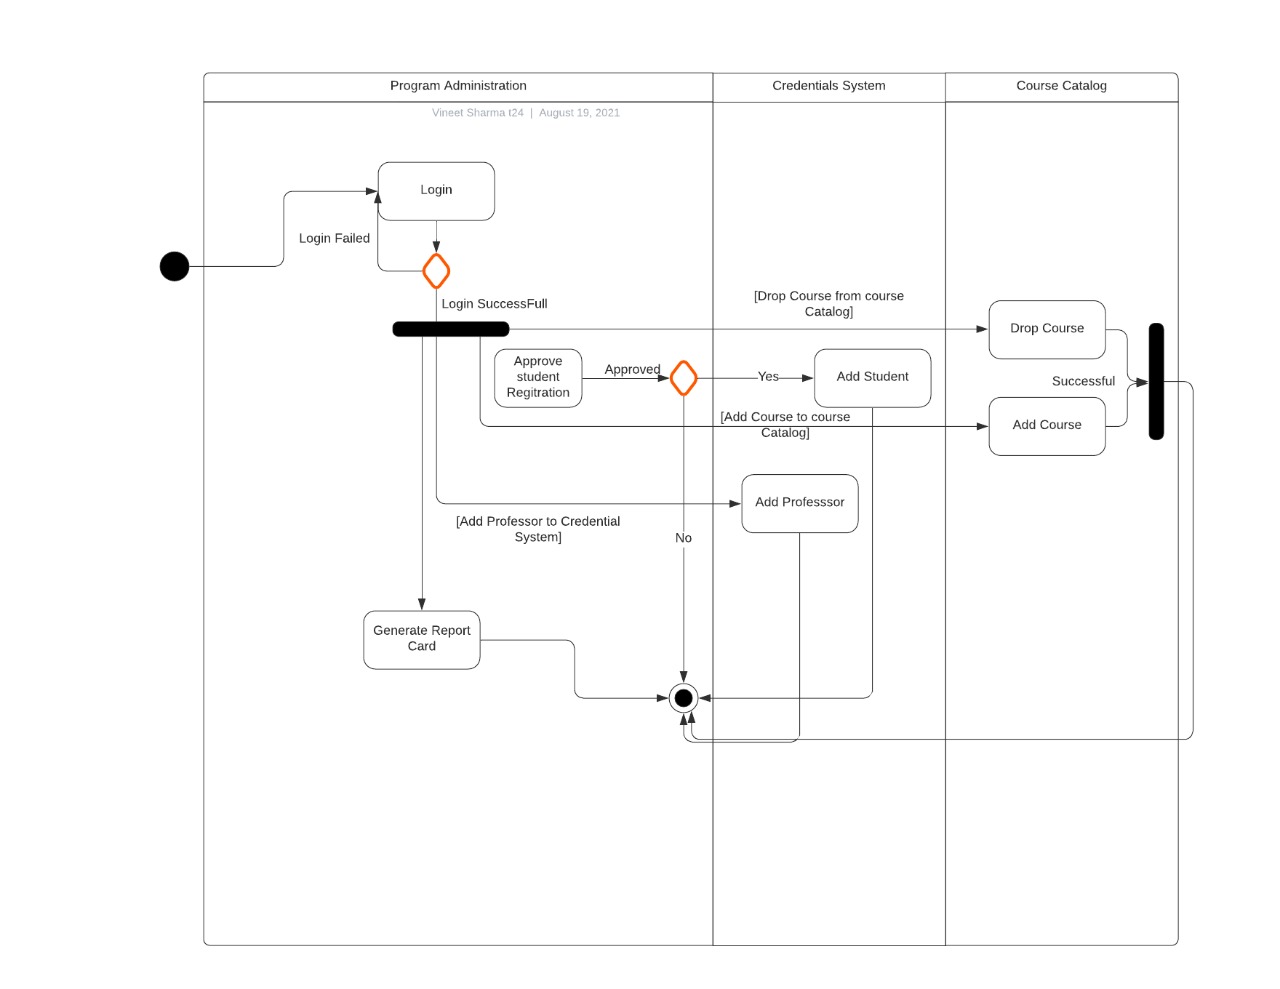 Program Administration
Credentials System
Course Catalog
Vineet Sharma t24 | August 19, 2021
Login
Login Failed
Login SuccessFull
[Drop Course from course
Catalog]
Drop Course
Approve
student
Regitration
Approved
Yes
Add Student
Successful
[Add Course to course
Catalog]
Add Course
Add Professsor
[Add Professor to Credential
System]
No
Generate Report
Card